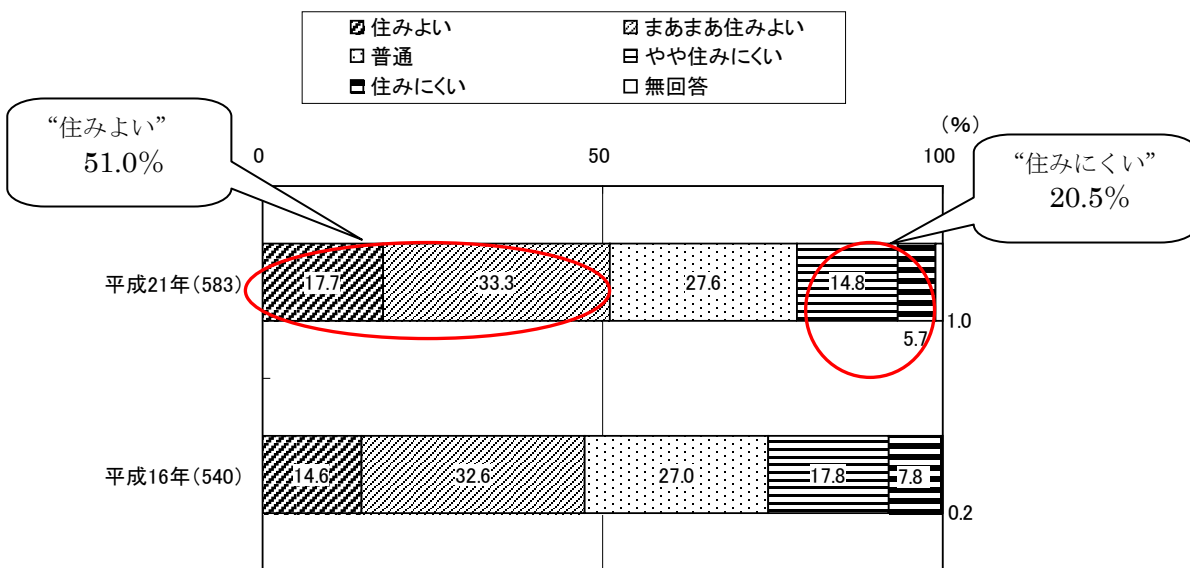 住みよい
まあまあ住みよい
普通
やや住みにくい
住みにくい
無回答
“住みよい”
51.0%
(%)
0
50
100
“住みにくい”
20.5%
平成21年(583)
17.7
33.3
27.6
14.8
1.0
5.7
平成16年(540)
14.6
32.6
27.0
17.8
7.8
0.2